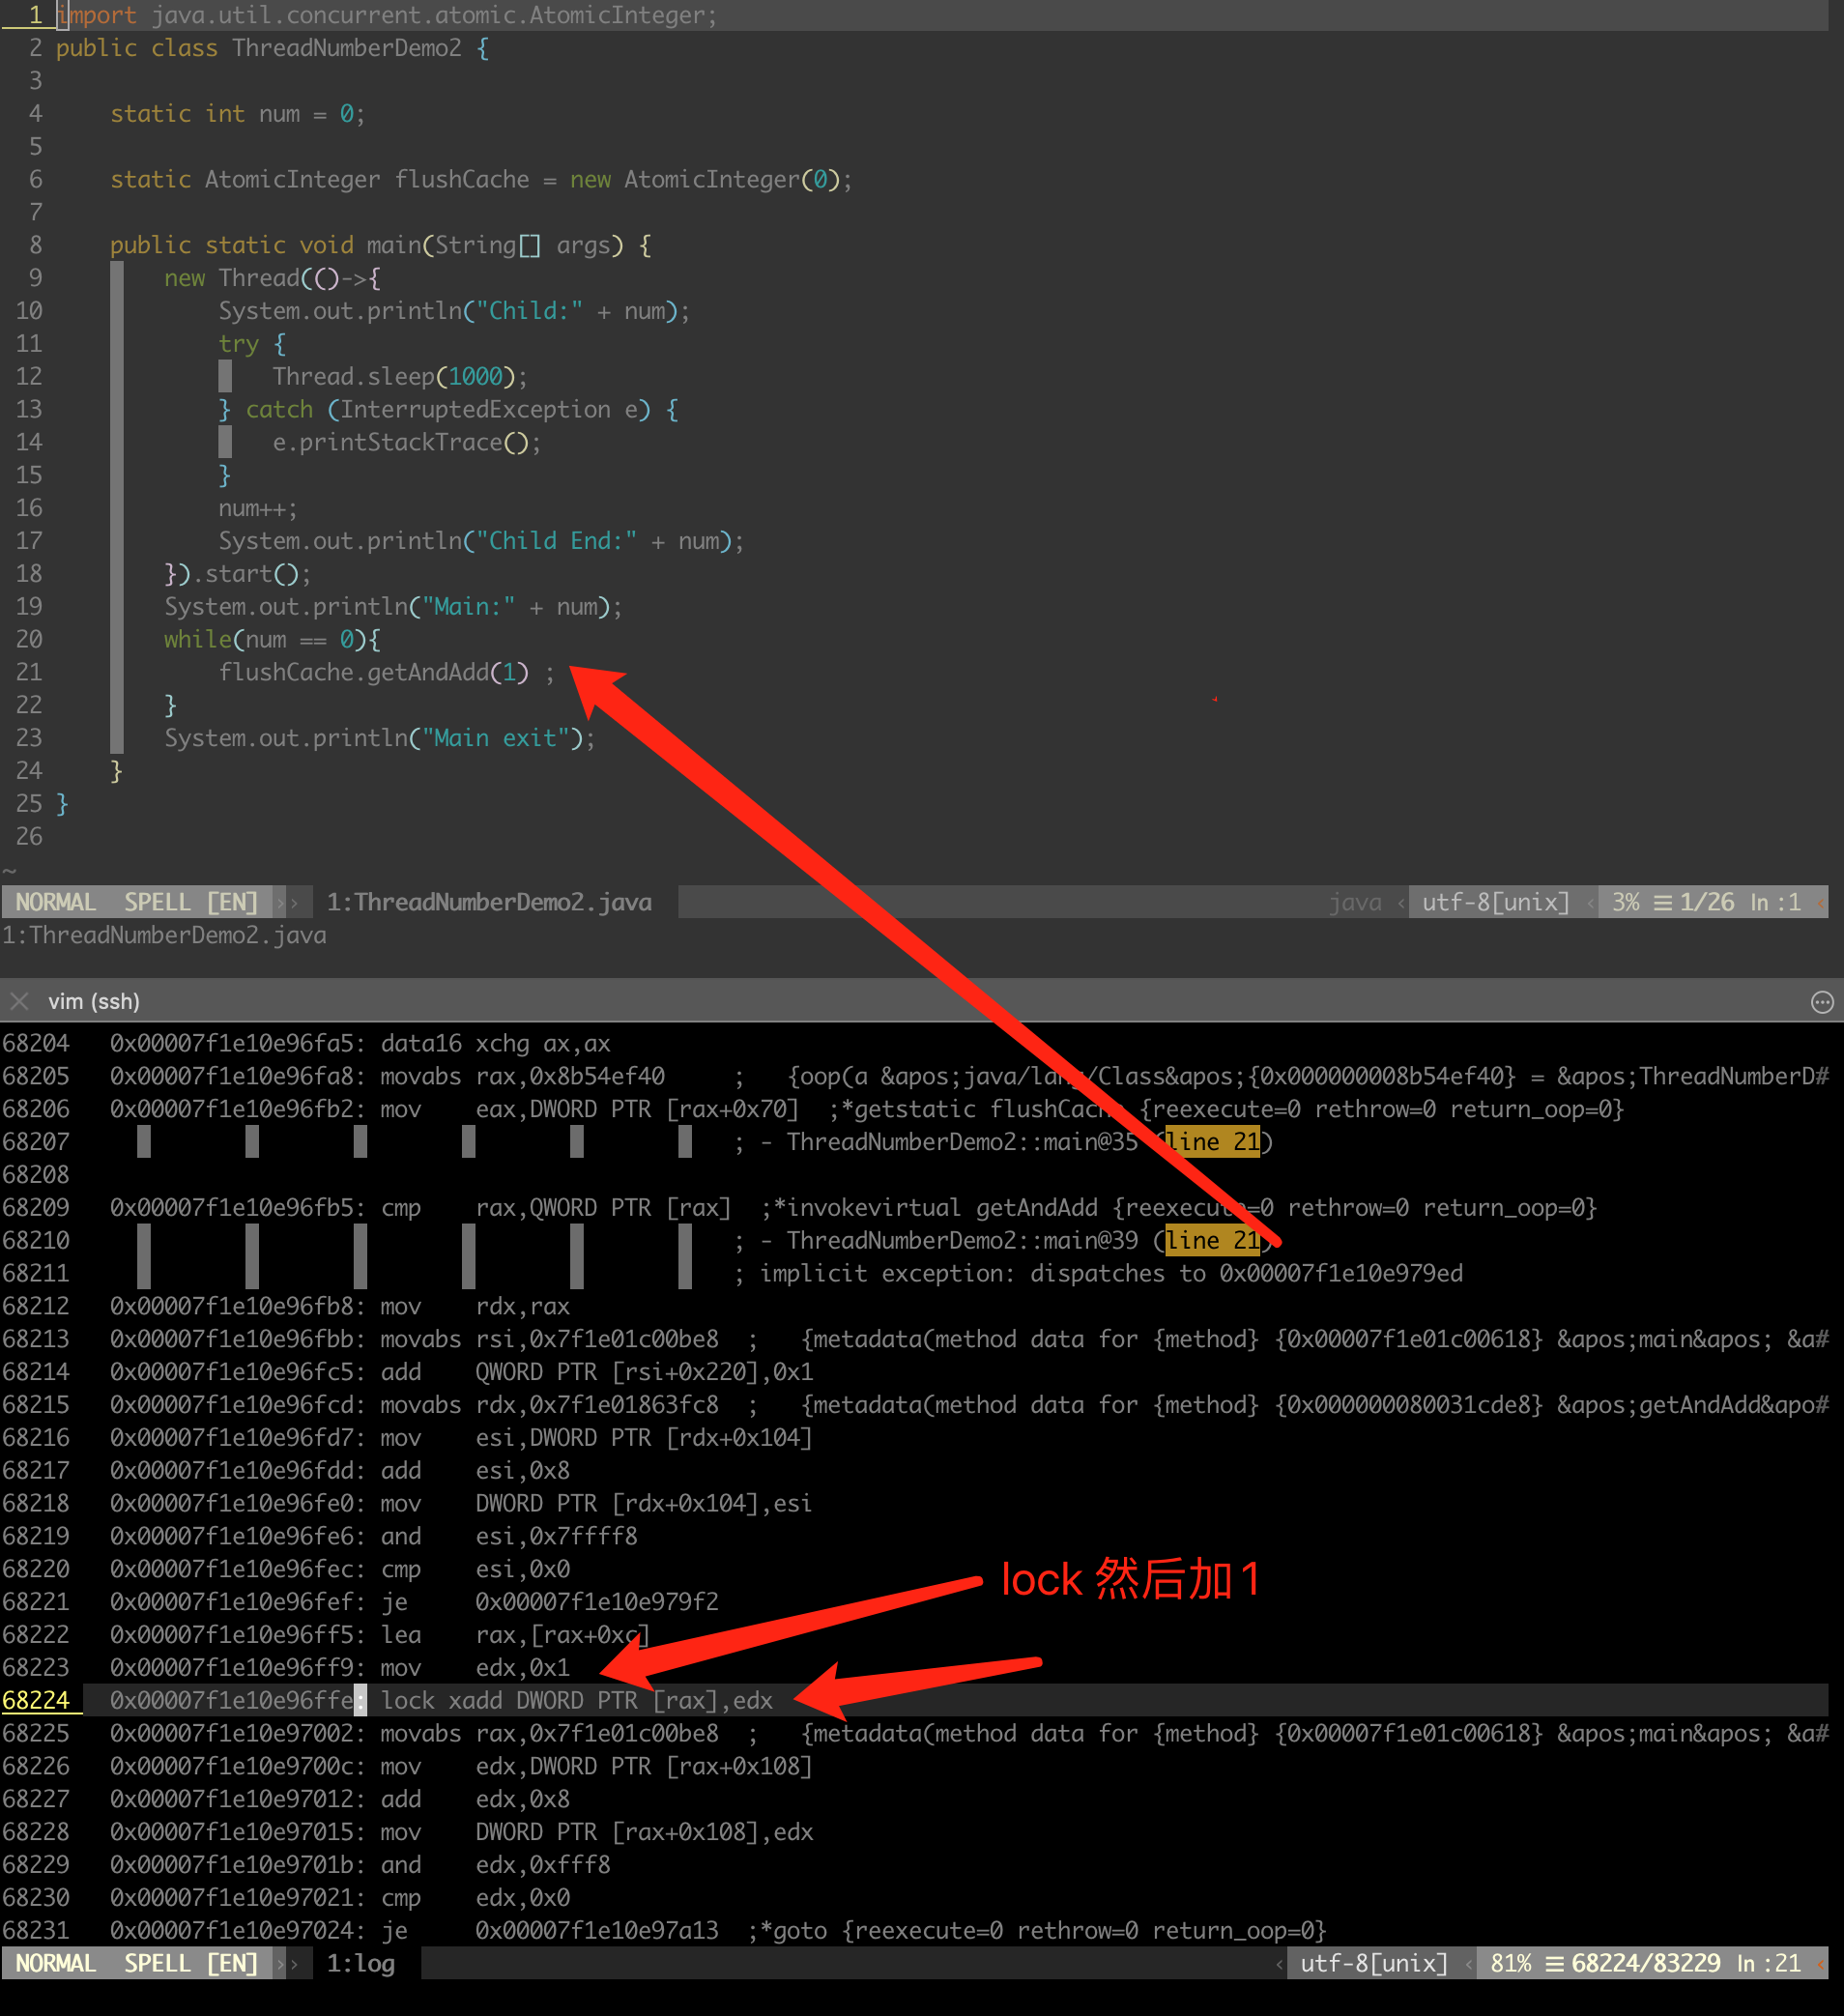 1 import java.util.concurrent.atomic.AtomicInteger;
2 public class ThreadNumberDemo2 {
3
4     static int num = 0;
5
6     static AtomicInteger flushCache = new AtomicInteger(0);
7
8     public static void main(String[] args) {
9         new Thread(()->{
10             System.out.println("Child:" + num);
11             try {
12                 Thread.sleep(1000);
13             } catch (InterruptedException e) {
14                 e.printStackTrace();
15             }
16             num++;
17             System.out.println("Child End:" + num);
18         }).start();
19         System.out.println("Main:" + num);
20         while(num == 0){
21             flushCache.getAndAdd(1) ;
22         }
23         System.out.println("Main exit");
24     }
25 }
26
~
NORMAL SPELL [EN] 1:ThreadNumberDemo2.java java utf-8[unix] 3% ≡ 1/26 ln :1
1:ThreadNumberDemo2.java
vim (ssh)
68204 0x00007f1e10e96fa5: data16 xchg ax,ax
68205 0x00007f1e10e96fa8: movabs rax,0x8b54ef40 ; {oop(a &apos;java/lang/Class&apos;{0x000000008b54ef40} = &apos;ThreadNumberD#
68206 0x00007f1e10e96fb2: mov eax,DWORD PTR [rax+0x70] ;*getstatic flushCache {reexecute=0 rethrow=0 return_oop=0}
68207 ; - ThreadNumberDemo2::main@35 (line 21)
68208
68209 0x00007f1e10e96fb5: cmp rax,QWORD PTR [rax] ;*invokevirtual getAndAdd {reexecute=0 rethrow=0 return_oop=0}
68210 ; - ThreadNumberDemo2::main@39 (line 21)
68211 ; implicit exception: dispatches to 0x00007f1e10e979ed
68212 0x00007f1e10e96fb8: mov rdx,rax
68213 0x00007f1e10e96fbb: movabs rsi,0x7f1e01c00be8 ; {metadata(method data for {method} {0x00007f1e01c00618} &apos;main&apos; &a#
68214 0x00007f1e10e96fc5: add QWORD PTR [rsi+0x220],0x1
68215 0x00007f1e10e96fcd: movabs rdx,0x7f1e01863fc8 ; {metadata(method data for {method} {0x000000080031cde8} &apos;getAndAdd&apo#
68216 0x00007f1e10e96fd7: mov esi,DWORD PTR [rdx+0x104]
68217 0x00007f1e10e96fdd: add esi,0x8
68218 0x00007f1e10e96fe0: mov DWORD PTR [rdx+0x104],esi
68219 0x00007f1e10e96fe6: and esi,0x7ffff8
68220 0x00007f1e10e96fec: cmp esi,0x0
68221 0x00007f1e10e96fef: je 0x00007f1e10e979f2
lock 然后加1
68222 0x00007f1e10e96ff5: lea rax,[rax+0xc]
68223 0x00007f1e10e96ff9: mov edx,0x1
68224 0x00007f1e10e96ffe: lock xadd DWORD PTR [rax],edx
68225 0x00007f1e10e97002: movabs rax,0x7f1e01c00be8 ; {metadata(method data for {method} {0x00007f1e01c00618} &apos;main&apos; &a#
68226 0x00007f1e10e9700c: mov edx,DWORD PTR [rax+0x108]
68227 0x00007f1e10e97012: add edx,0x8
68228 0x00007f1e10e97015: mov DWORD PTR [rax+0x108],edx
68229 0x00007f1e10e9701b: and edx,0xfff8
68230 0x00007f1e10e97021: cmp edx,0x0
68231 0x00007f1e10e97024: je 0x00007f1e10e97a13 ;*goto {reexecute=0 rethrow=0 return_oop=0}
NORMAL SPELL [EN] 1:log utf-8[unix] 81% ≡ 68224/83229 ln :21